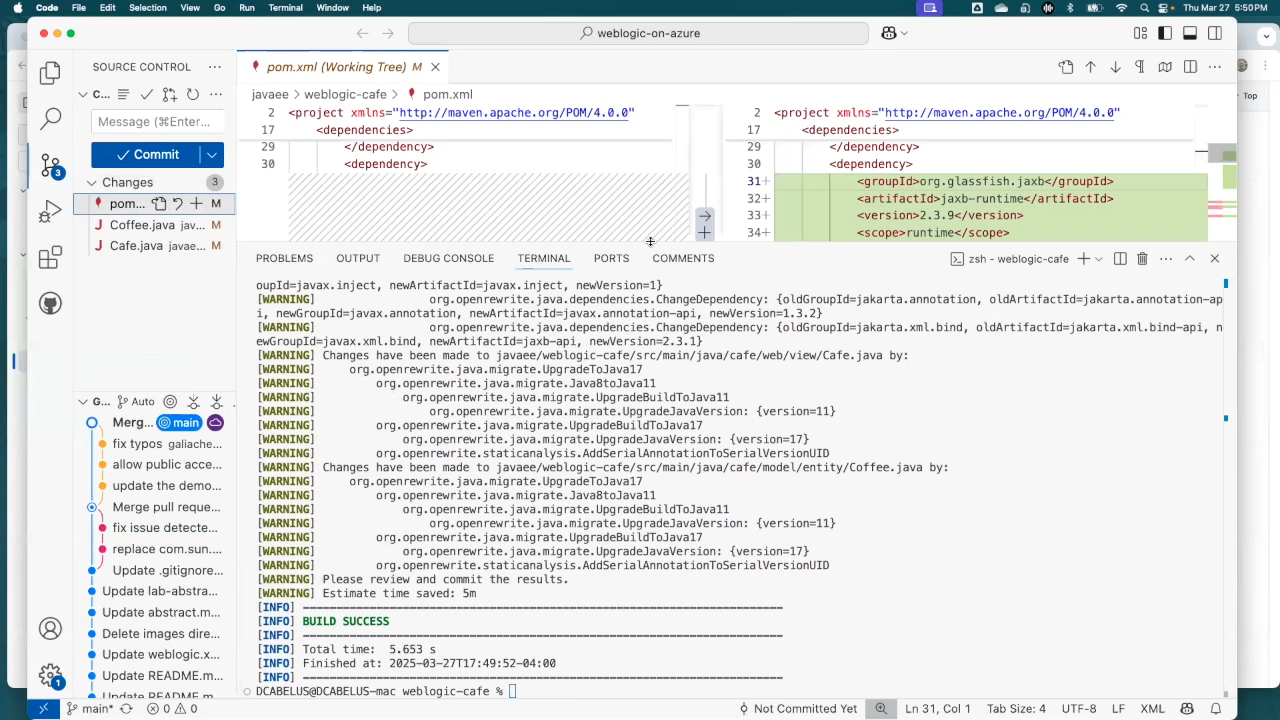 Code File Edit Selection View Go Run Terminal Window Help Thu Mar 27 5:50PM
weblogic-on-azure
SOURCE CONTROL
pom.xml (Working Tree) M
javaee > weblogic-cafe > pom.xml
C...
Message (⌘Enter...
Commit
Changes 3
pom... M
Coffee.java javae... M
Cafe.java javaee... M
2 <project xmlns="http://maven.apache.org/POM/4.0.0"
17 <dependencies>
29 </dependency>
30 <dependency>
2 <project xmlns="http://maven.apache.org/POM/4.0.0"
17 <dependencies>
29 </dependency>
30 <dependency>
31+ <groupId>org.glassfish.jaxb</groupId>
32+ <artifactId>jaxb-runtime</artifactId>
33+ <version>2.3.9</version>
34+ <scope>runtime</scope>
Top
3
PROBLEMS OUTPUT DEBUG CONSOLE TERMINAL PORTS COMMENTS
zsh - weblogic-cafe
oupId=javax.inject, newArtifactId=javax.inject, newVersion=1}
[WARNING] org.openrewrite.java.dependencies.ChangeDependency: {oldGroupId=jakarta.annotation, oldArtifactId=jakarta.annotation-ap
i, newGroupId=javax.annotation, newArtifactId=javax.annotation-api, newVersion=1.3.2}
[WARNING] org.openrewrite.java.dependencies.ChangeDependency: {oldGroupId=jakarta.xml.bind, oldArtifactId=jakarta.xml.bind-api, n
ewGroupId=javax.xml.bind, newArtifactId=jaxb-api, newVersion=2.3.1}
[WARNING] Changes have been made to javaee/weblogic-cafe/src/main/java/cafe/web/view/Cafe.java by:
[WARNING] org.openrewrite.java.migrate.UpgradeToJava17
[WARNING] org.openrewrite.java.migrate.Java8toJava11
[WARNING] org.openrewrite.java.migrate.UpgradeBuildToJava11
[WARNING] org.openrewrite.java.migrate.UpgradeJavaVersion: {version=11}
[WARNING] org.openrewrite.java.migrate.UpgradeBuildToJava17
[WARNING] org.openrewrite.java.migrate.UpgradeJavaVersion: {version=17}
[WARNING] org.openrewrite.staticanalysis.AddSerialAnnotationToSerialVersionUID
[WARNING] Changes have been made to javaee/weblogic-cafe/src/main/java/cafe/model/entity/Coffee.java by:
[WARNING] org.openrewrite.java.migrate.UpgradeToJava17
[WARNING] org.openrewrite.java.migrate.Java8toJava11
[WARNING] org.openrewrite.java.migrate.UpgradeBuildToJava11
[WARNING] org.openrewrite.java.migrate.UpgradeJavaVersion: {version=11}
[WARNING] org.openrewrite.java.migrate.UpgradeBuildToJava17
[WARNING] org.openrewrite.java.migrate.UpgradeJavaVersion: {version=17}
[WARNING] org.openrewrite.staticanalysis.AddSerialAnnotationToSerialVersionUID
[WARNING] Please review and commit the results.
[WARNING] Estimate time saved: 5m
[INFO] ------------------------------------------------------------------------
[INFO] BUILD SUCCESS
[INFO] ------------------------------------------------------------------------
[INFO] Total time: 5.653 s
[INFO] Finished at: 2025-03-27T17:49:52-04:00
[INFO] ------------------------------------------------------------------------
DCABELUS@DCABELUS-mac weblogic-cafe %
G... Auto
Merg... main
fix typos galiache...
allow public acce...
update the demo...
Merge pull reque...
fix issue detecte...
replace com.sun....
Update .gitignore...
Update lab-abstra...
Update abstract.m...
Delete images dire...
Update weblogic.x...
Update README.m...
Update README.m...
1
main* 0 0 Not Committed Yet Ln 31, Col 1 Tab Size: 4 UTF-8 LF XML